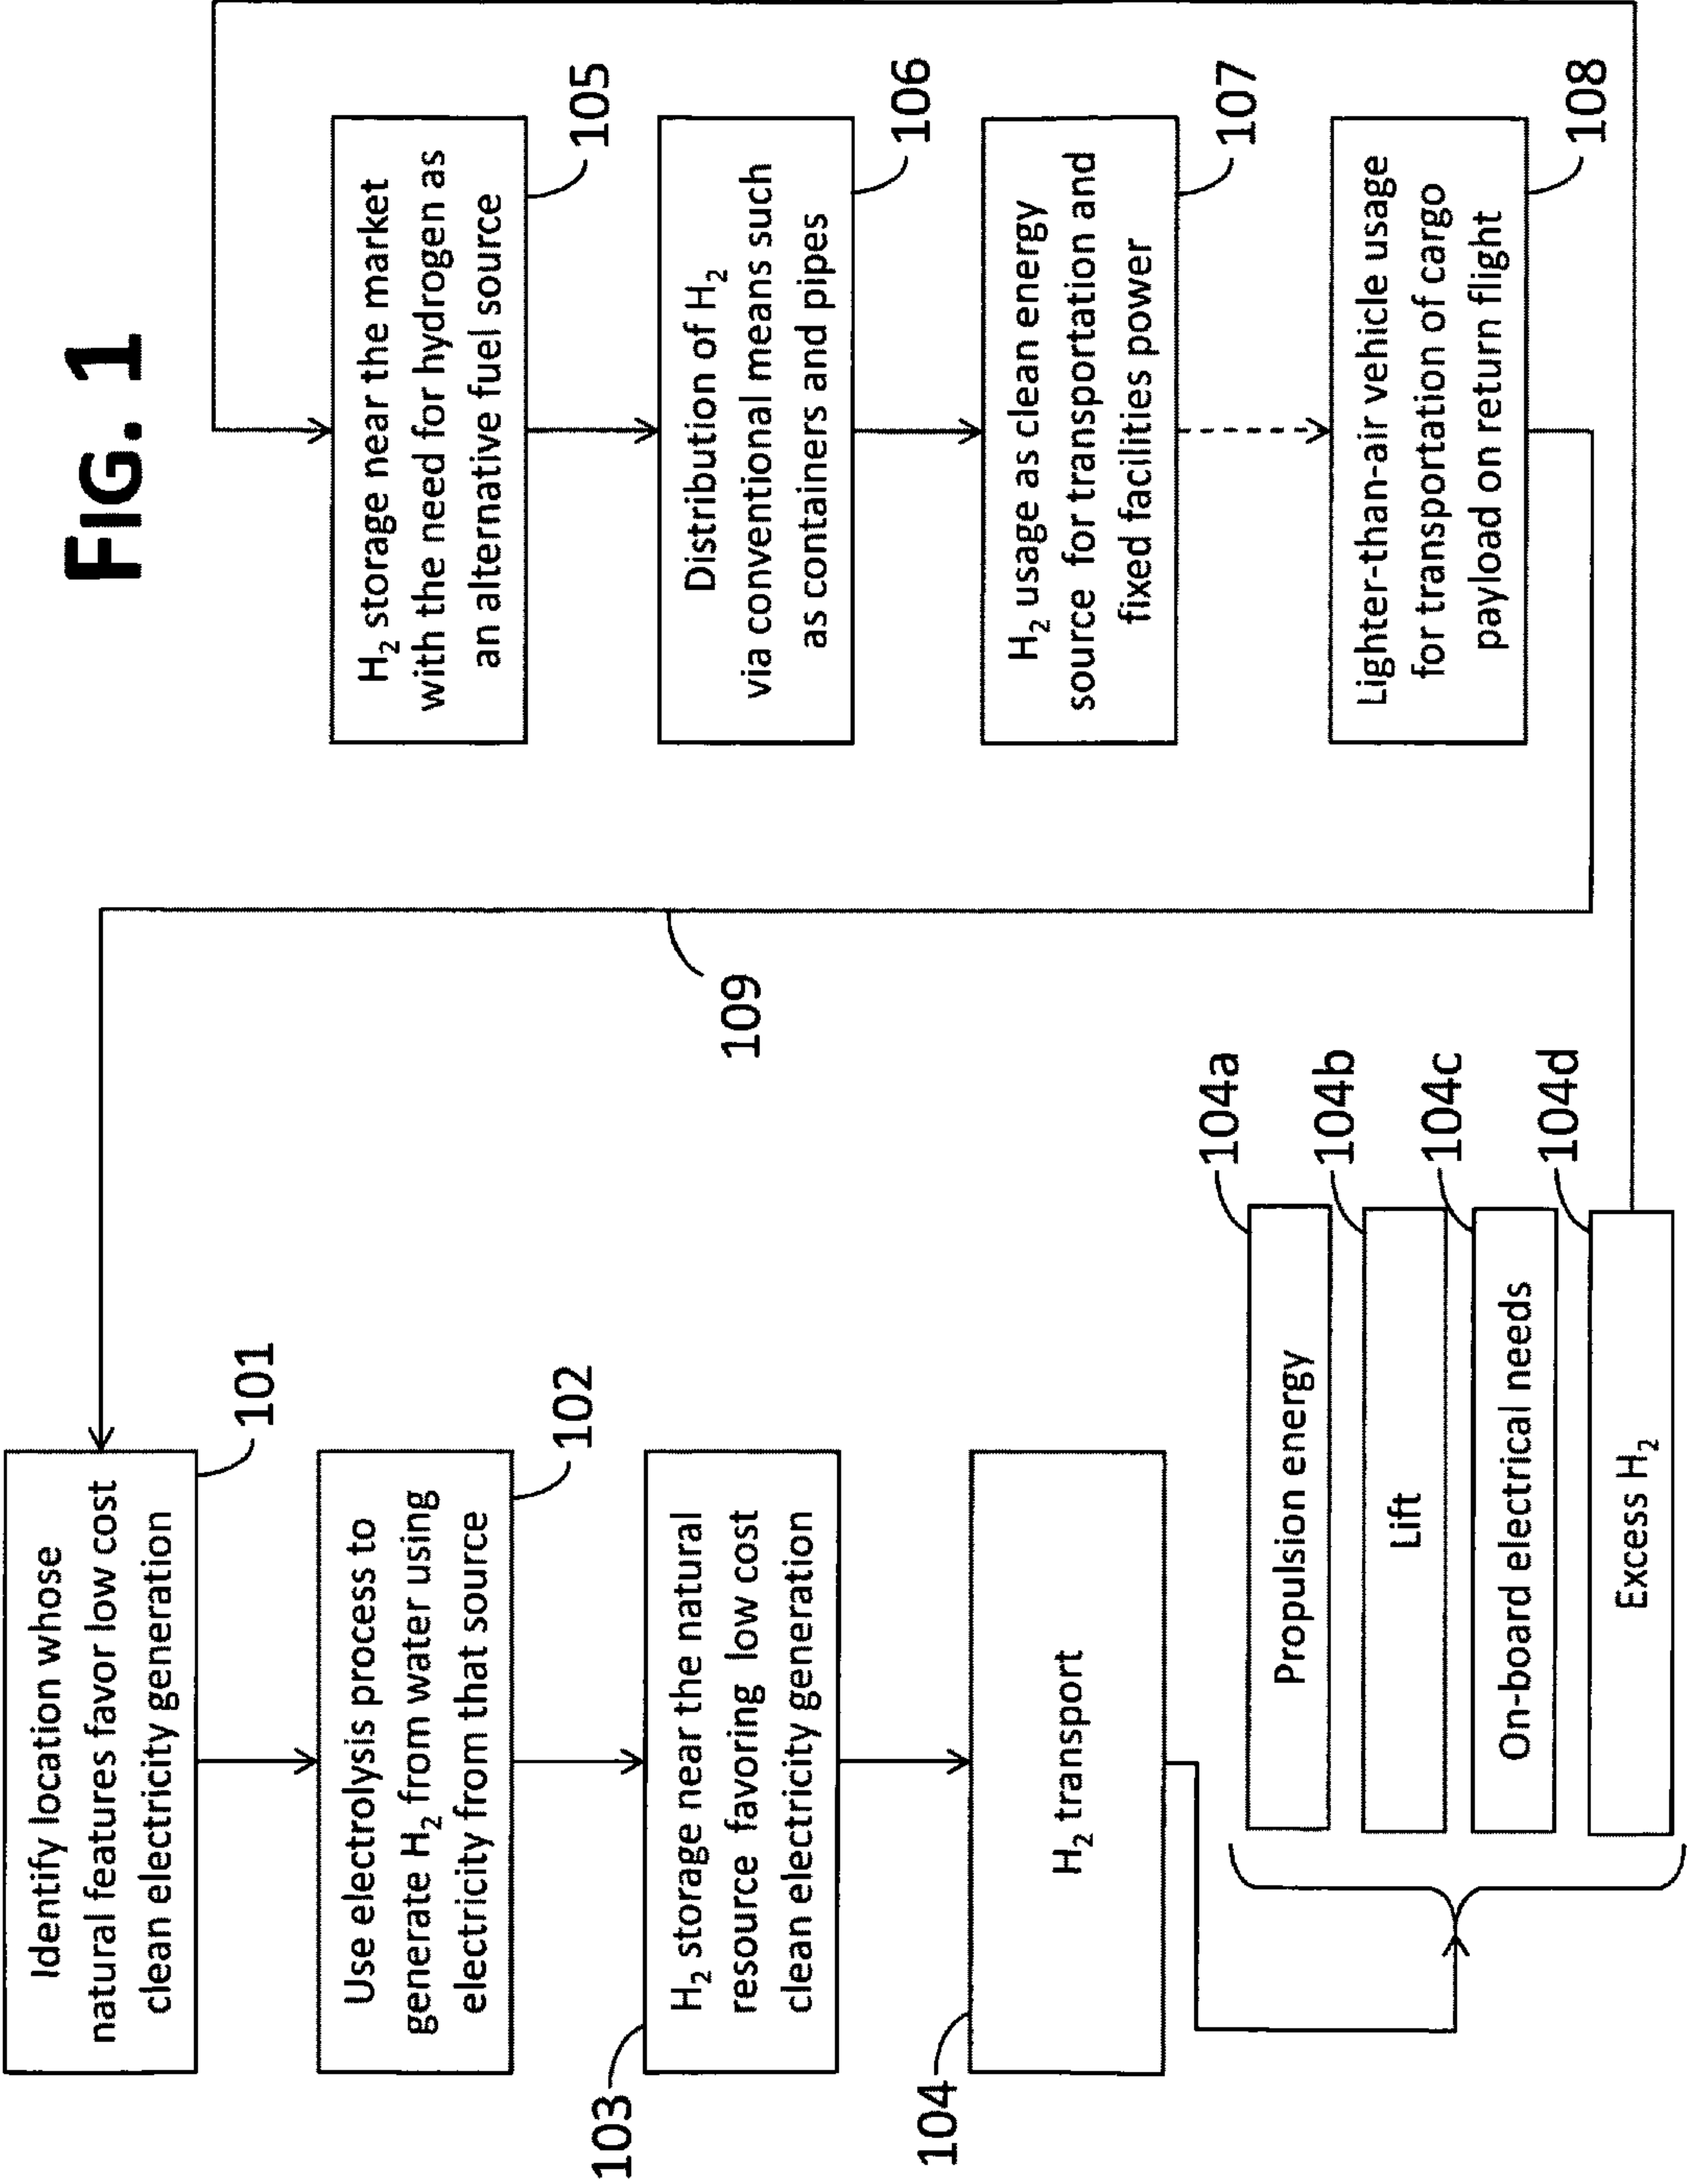 FIG. 1
Identify location whose
natural features favor low cost
clean electricity generation
101
Use electrolysis process to
generate H₂ from water using
electricity from that source
102
H₂ storage near the natural
resource favoring low cost
clean electricity generation
103
H₂ transport
104
Propulsion energy
104a
Lift
104b
On-board electrical needs
104c
Excess H₂
104d
H₂ storage near the market
with the need for hydrogen as
an alternative fuel source
105
Distribution of H₂
via conventional means such
as containers and pipes
106
H₂ usage as clean energy
source for transportation and
fixed facilities power
107
Lighter-than-air vehicle usage
for transportation of cargo
payload on return flight
108
109